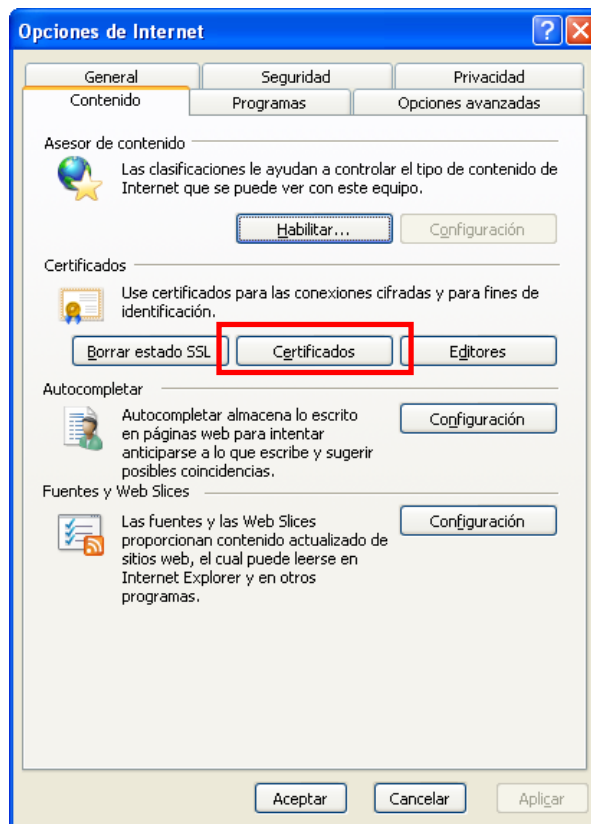 Opciones de Internet
General Seguridad Privacidad
Contenido Programas Opciones avanzadas
Asesor de contenido
Las clasificaciones le ayudan a controlar el tipo de contenido de
Internet que se puede ver con este equipo.
Habilitar... Configuración
Certificados
Use certificados para las conexiones cifradas y para fines de
identificación.
Borrar estado SSL Certificados Editores
Autocompletar
Autocompletar almacena lo escrito
en páginas web para intentar
anticiparse a lo que escribe y sugerir
posibles coincidencias.
Configuración
Fuentes y Web Slices
Las fuentes y las Web Slices
proporcionan contenido actualizado de
sitios web, el cual puede leerse en
Internet Explorer y en otros
programas.
Configuración
Aceptar Cancelar Aplicar